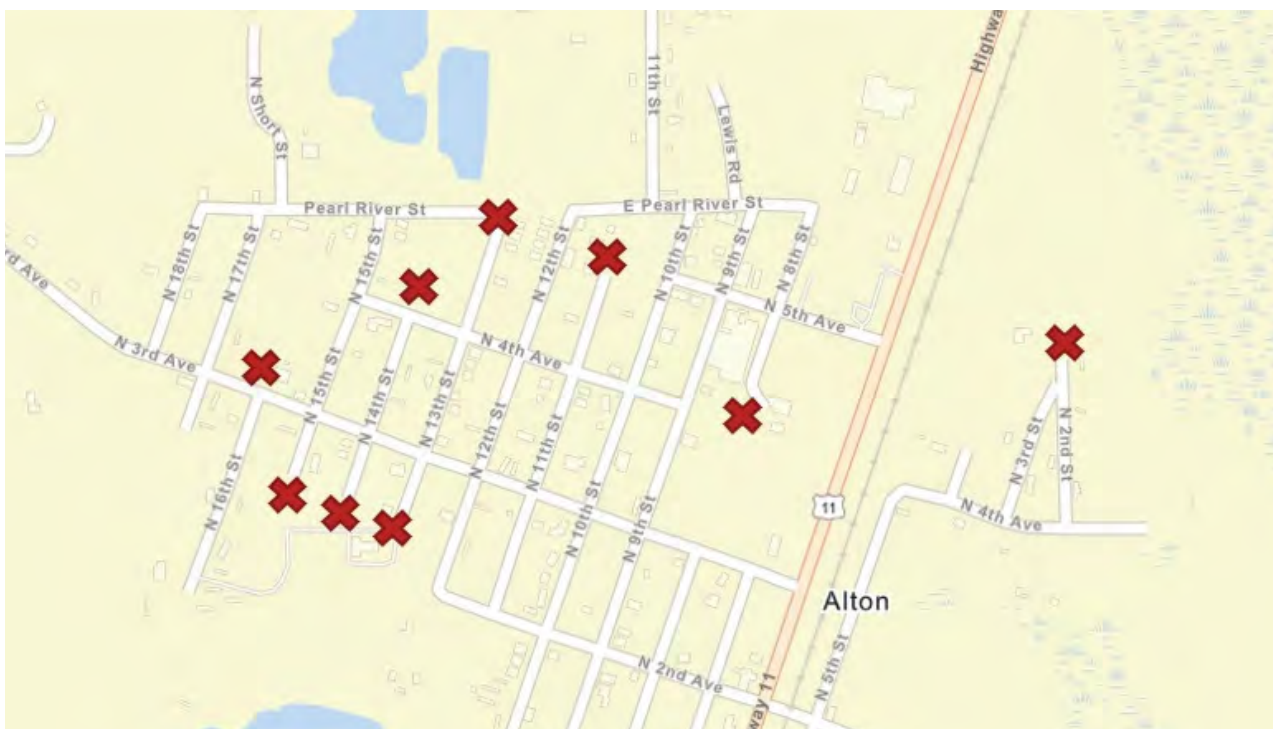 Highwa
11th St
N Short St
Lewis Rd
Pearl River St
E Pearl River St
N 18th St
N 17th St
N 15th St
N 12th St
N 10th St
N 9th St
N 8th St
rd Ave
N 5th Ave
N 3rd Ave
N 4th Ave
N 15th St
N 14th St
N 13th St
N 12th St
N 11th St
N 3rd St
N 2nd St
N 16th St
N 10th St
N 9th St
11
N 4th Ave
Alton
N 5th St
N 2nd Ave
way 11